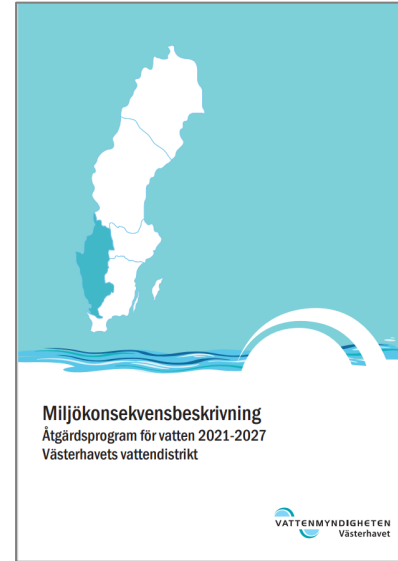 Miljökonsekvensbeskrivning
Åtgärdsprogram för vatten 2021-2027
Västerhavets vattendistrikt
VATTENMYNDIGHETEN
Västerhavet